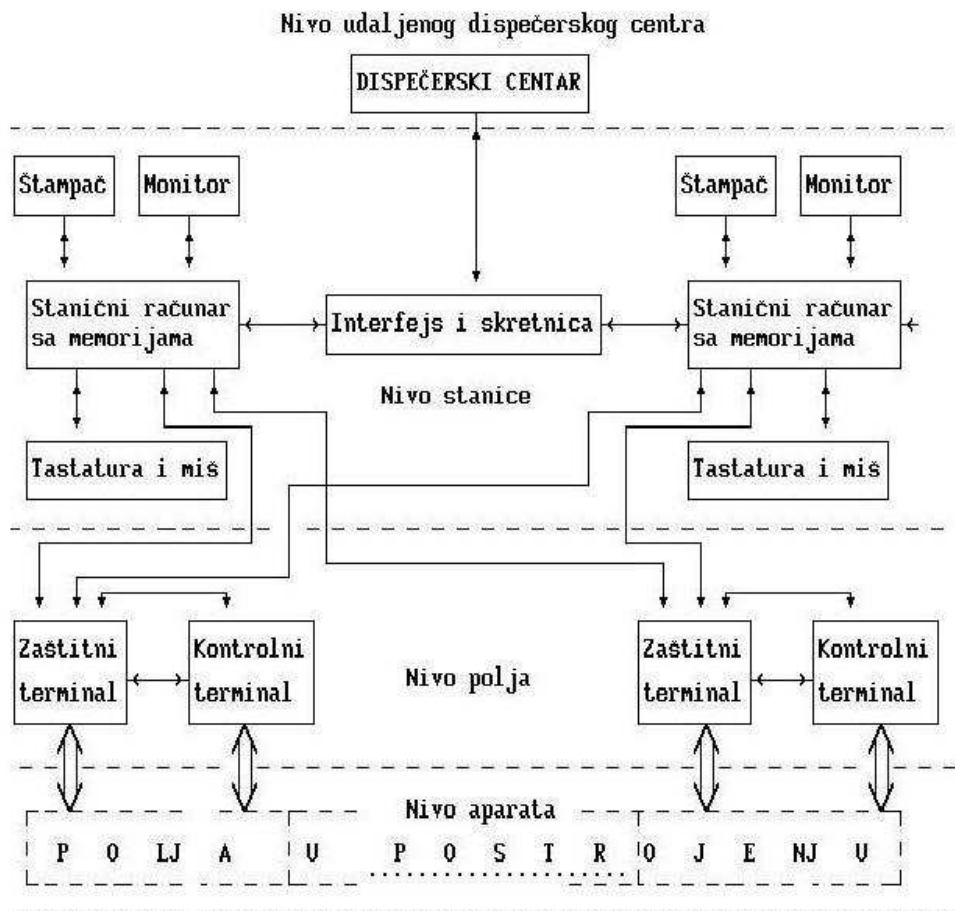 Nivo udaljenog dispečerskog centra
DISPEČERSKI CENTAR
Štampač
Monitor
Štampač
Monitor
Stanični računar
sa memorijama
Interfejs i skretnica
Stanični računar
sa memorijama
Nivo stanice
Tastatura i miš
Tastatura i miš
Zaštitni
terminal
Kontrolni
terminal
Nivo polja
Zaštitni
terminal
Kontrolni
terminal
Nivo aparata
P O LJ A U P O S T R O J E NJ U